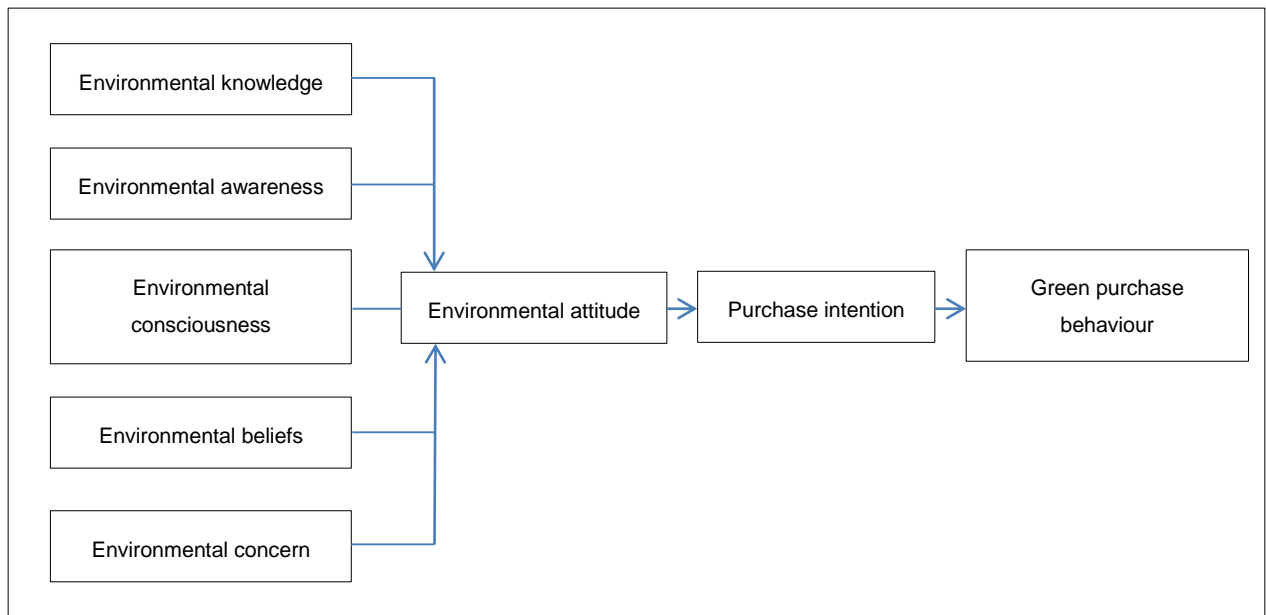 Environmental knowledge
Environmental awareness
Environmental
consciousness
Environmental beliefs
Environmental concern
Environmental attitude
Purchase intention
Green purchase
behaviour